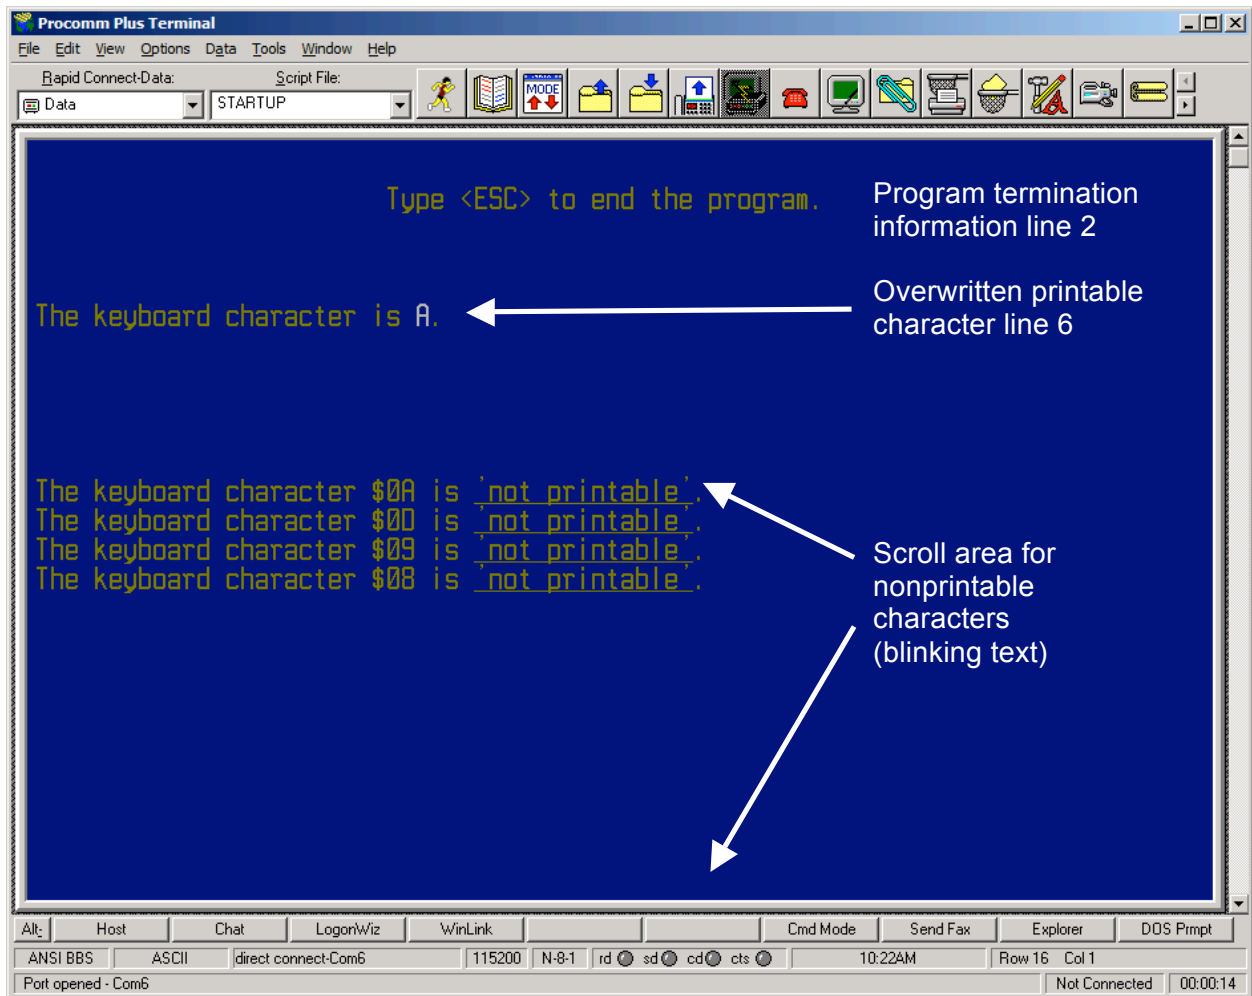 Procomm Plus Terminal
File Edit View Options Data Tools Window Help
Rapid Connect-Data: Script File:
Data STARTUP
MODE
Type <ESC> to end the program.
Program termination
information line 2
The keyboard character is A.
Overwritten printable
character line 6
The keyboard character $0A is 'not printable'.
The keyboard character $0D is 'not printable'.
The keyboard character $09 is 'not printable'.
The keyboard character $08 is 'not printable'.
Scroll area for
nonprintable
characters
(blinking text)
Alt- Host Chat LogonWiz WinLink Cmd Mode Send Fax Explorer DOS Prmpt
ANSI BBS ASCII direct connect-Com6 115200 N-8-1 rd sd cd cts 10:22AM Row 16 Col 1
Port opened - Com6 Not Connected 00:00:14